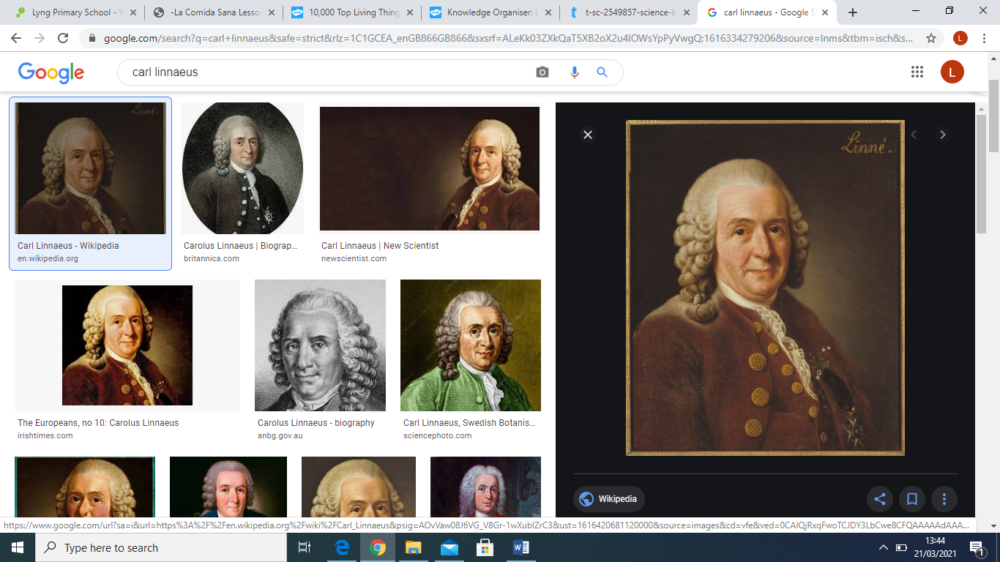 Lyng Primary School - Y
-La Comida Sana Lesso
10,000 Top Living Thing
Knowledge Organiser: L
t-sc-2549857-science-k
carl linnaeus - Google S
google.com/search?q=carl+linnaeus&safe=strict&rlz=1C1GCEA_enGB866GB866&sxsrf=ALeKk03ZXkQaT5XB2oX2u4lOWsYpPyVwgQ:1616334279206&source=lnms&tbm=isch&s...
L
Google
carl linnaeus
L
Linné.
Linné.
Carl Linnaeus - Wikipedia
en.wikipedia.org
Carolus Linnaeus | Biograp...
britannica.com
Carl Linnaeus | New Scientist
newscientist.com
The Europeans, no 10: Carolus Linnaeus
irishtimes.com
Carolus Linnaeus - biography
anbg.gov.au
Carl Linnaeus, Swedish Botanis...
sciencephoto.com
Wikipedia
https://www.google.com/url?sa=i&url=https%3A%2F%2Fen.wikipedia.org%2Fwiki%2FCarl_Linnaeus&psig=AOvVaw08J6VG_V8Gr-1wXublZrC3&ust=1616420681120000&source=images&cd=vfe&ved=0CAIQjRxqFwoTCJDY3LbCwe8CFQAAAAAdAAA...
Type here to search
13:44
21/03/2021
1